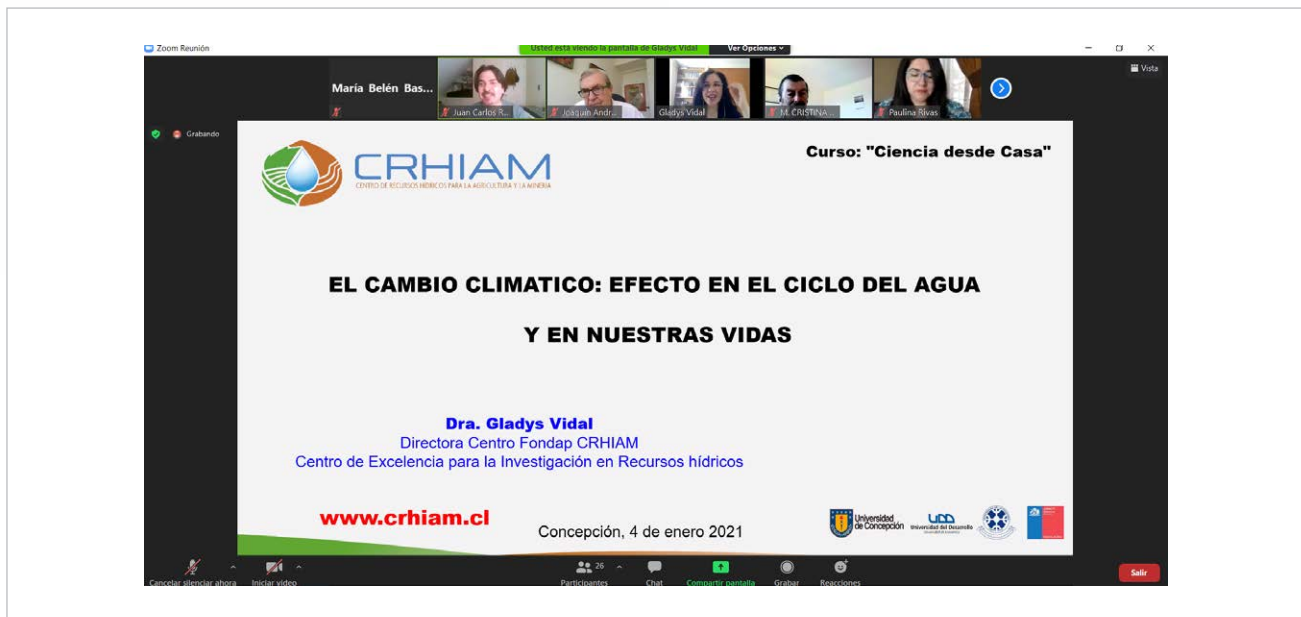 Zoom Reunión
Usted está viendo la pantalla de Gladys Vidal
Ver Opciones
Vista
María Belén Bas...
Juan Carlos R...
Joaquin Andr...
Gladys Vidal
M. CRISTINA...
Paulina Rivas
Grabando
CRHIAM
CENTRO DE RECURSOS HÍDRICOS PARA LA AGRICULTURA Y LA MINERÍA
Curso: "Ciencia desde Casa"
EL CAMBIO CLIMATICO: EFECTO EN EL CICLO DEL AGUA
Y EN NUESTRAS VIDAS
Dra. Gladys Vidal
Directora Centro Fondap CRHIAM
Centro de Excelencia para la Investigación en Recursos hídricos
www.crhiam.cl
Concepción, 4 de enero 2021
Universidad
de Concepción
UDD
Universidad del Desarrollo
Cancelar silenciar ahora
Iniciar video
26
Participantes
Chat
Compartir pantalla
Grabar
Reacciones
Salir